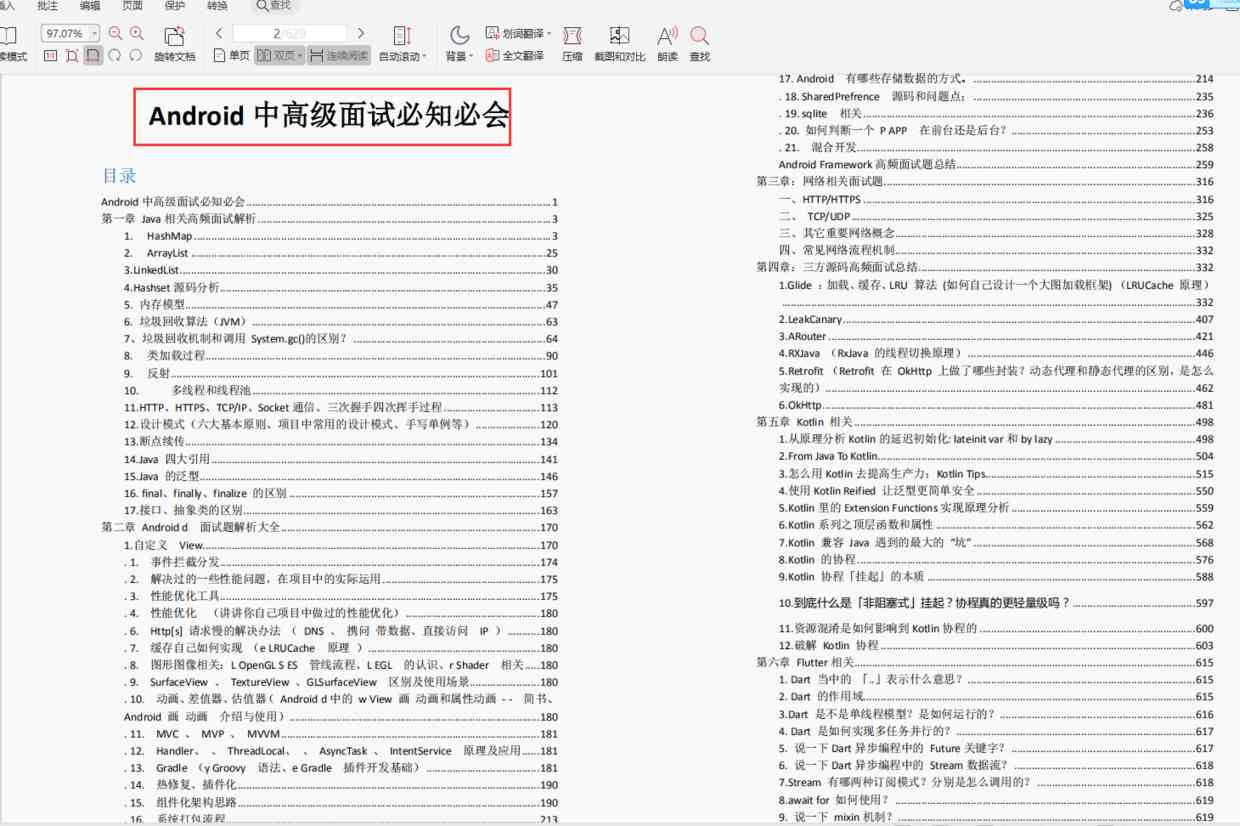 插入 批注 编辑 页面 保护 转换 查找
97.07% 旋转文档 2/629 单页 双页 连续阅读 自动滚动 背景 划词翻译 全文翻译 压缩 截图和对比 朗读 查找
Android 中高级面试必知必会
目录
Android 中高级面试必知必会 1
第一章 Java 相关高频面试解析 3
1. HashMap 3
2. ArrayList 25
3.LinkedList 30
4.Hashset 源码分析 35
5. 内存模型 47
6. 垃圾回收算法（JVM） 63
7、垃圾回收机制和调用 System.gc()的区别？ 64
8. 类加载过程 90
9. 反射 101
10. 多线程和线程池 112
11.HTTP、HTTPS、TCP/IP、Socket 通信、三次握手四次挥手过程 113
12.设计模式（六大基本原则、项目中常用的设计模式、手写单例等） 120
13.断点续传 134
14.Java 四大引用 141
15.Java 的泛型 146
16. final、finally、finalize 的区别 157
17.接口、抽象类的区别 163
第二章 Android d 面试题解析大全 170
1.自定义 View 170
. 1. 事件拦截分发 174
. 2. 解决过的一些性能问题，在项目中的实际运用 175
. 3. 性能优化工具 175
. 4. 性能优化 （讲讲你自己项目中做过的性能优化） 180
. 6. Http[s] 请求慢的解决办法 （ DNS 、 携问 带数据、直接访问 IP ） 180
. 7. 缓存自己如何实现 （e LRUCache 原理 ） 180
. 8. 图形图像相关：L OpenGL S ES 管线流程、L EGL 的认识、r Shader 相关 180
. 9. SurfaceView 、 TextureView 、GLSurfaceView 区别及使用场景 180
. 10. 动画、差值器、估值器（ Android d 中的 w View 画 动画和属性动画 - - 简书、
Android 画 动画 介绍与使用） 180
. 11. MVC 、 MVP 、 MVVM 181
. 12. Handler、 、 ThreadLocal、 、 AsyncTask 、 IntentService 原理及应用 181
. 13. Gradle （y Groovy 语法、e Gradle 插件开发基础） 181
. 14. 热修复、插件化 190
. 15. 组件化架构思路 190
. 16. 系统打包流程 213
17. Android 有哪些存储数据的方式。 214
. 18. SharedPrefrence 源码和问题点； 235
. 19. sqlite 相关 236
. 20. 如何判断一个 P APP 在前台还是后台？ 253
. 21. 混合开发 258
Android Framework 高频面试题总结 259
第三章：网络相关面试题 316
一、HTTP/HTTPS 316
二、 TCP/UDP 325
三、其它重要网络概念 328
四、常见网络流程机制 332
第四章：三方源码高频面试总结 332
1.Glide ：加载、缓存、LRU 算法 (如何自己设计一个大图加载框架) （LRUCache 原理）
332
2.LeakCanary 407
3.ARouter 421
4.RXJava （RxJava 的线程切换原理） 446
5.Retrofit （Retrofit 在 OkHttp 上做了哪些封装？动态代理和静态代理的区别，是怎么
实现的） 462
6.OkHttp 481
第五章 Kotlin 相关 498
1.从原理分析 Kotlin 的延迟初始化: lateinit var 和 by lazy 498
2.From Java To Kotlin 504
3.怎么用 Kotlin 去提高生产力：Kotlin Tips 515
4.使用 Kotlin Reified 让泛型更简单安全 550
5.Kotlin 里的 Extension Functions 实现原理分析 559
6.Kotlin 系列之顶层函数和属性 562
7.Kotlin 兼容 Java 遇到的最大的 “坑” 568
8.Kotlin 的协程 576
9.Kotlin 协程「挂起」的本质 588
10.到底什么是「非阻塞式」挂起？协程真的更轻量级吗？ 597
11.资源混淆是如何影响到 Kotlin 协程的 600
12.破解 Kotlin 协程 603
第六章 Flutter 相关 615
1. Dart 当中的 「..」表示什么意思？ 615
2. Dart 的作用域 615
3.Dart 是不是单线程模型？是如何运行的？ 616
4. Dart 是如何实现多任务并行的？ 617
5. 说一下 Dart 异步编程中的 Future 关键字？ 617
6. 说一下 Dart 异步编程中的 Stream 数据流？ 618
7.Stream 有哪两种订阅模式？分别是怎么调用的？ 618
8.await for 如何使用？ 619
9. 说一下 mixin 机制？ 619